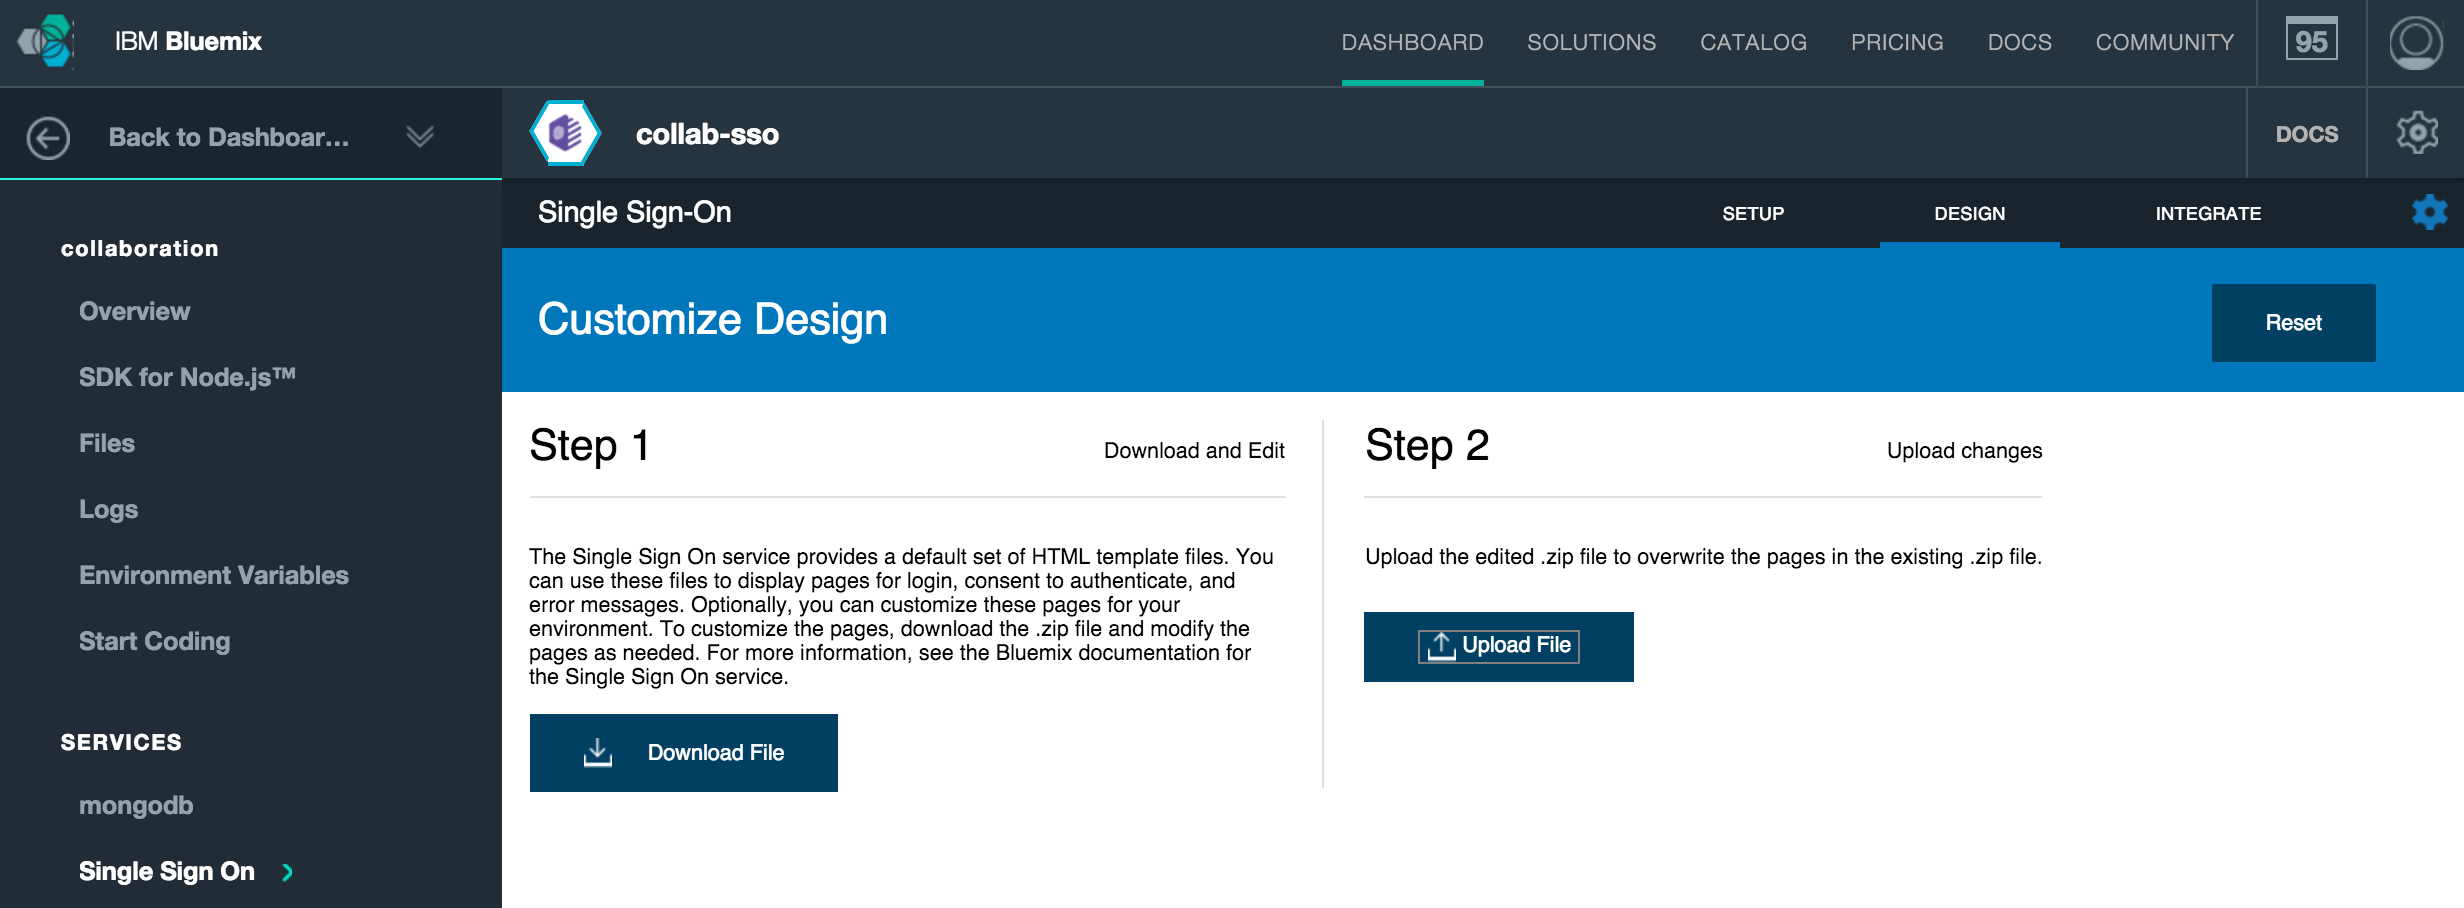 IBM Bluemix
DASHBOARD
SOLUTIONS
CATALOG
PRICING
DOCS
COMMUNITY
95
Back to Dashboar...
collab-sso
DOCS
Single Sign-On
SETUP
DESIGN
INTEGRATE
collaboration
Overview
SDK for Node.js™
Files
Logs
Environment Variables
Start Coding
SERVICES
mongodb
Single Sign On
Customize Design
Reset
Step 1
Download and Edit
The Single Sign On service provides a default set of HTML template files. You
can use these files to display pages for login, consent to authenticate, and
error messages. Optionally, you can customize these pages for your
environment. To customize the pages, download the .zip file and modify the
pages as needed. For more information, see the Bluemix documentation for
the Single Sign On service.
Download File
Step 2
Upload changes
Upload the edited .zip file to overwrite the pages in the existing .zip file.
Upload File